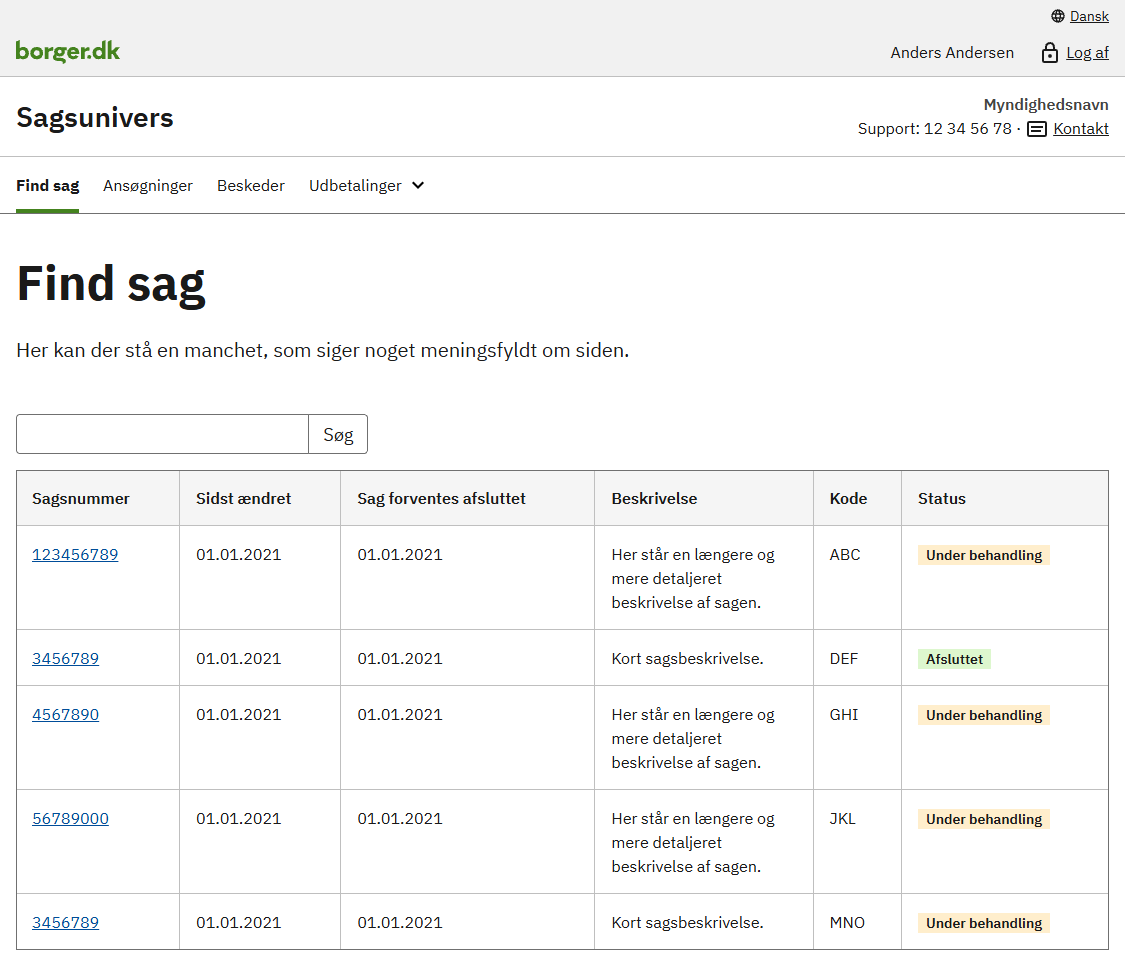 Dansk
borger.dk
Anders Andersen Log af
Sagsunivers
Myndighedsnavn
Support: 12 34 56 78 · Kontakt
Find sag Ansøgninger Beskeder Udbetalinger
Find sag
Her kan der stå en manchet, som siger noget meningsfyldt om siden.
Søg
Sagsnummer Sidst ændret Sag forventes afsluttet Beskrivelse Kode Status
123456789 01.01.2021 01.01.2021 Her står en længere og ABC Under behandling
mere detaljeret
beskrivelse af sagen.
3456789 01.01.2021 01.01.2021 Kort sagsbeskrivelse. DEF Afsluttet
4567890 01.01.2021 01.01.2021 Her står en længere og GHI Under behandling
mere detaljeret
beskrivelse af sagen.
56789000 01.01.2021 01.01.2021 Her står en længere og JKL Under behandling
mere detaljeret
beskrivelse af sagen.
3456789 01.01.2021 01.01.2021 Kort sagsbeskrivelse. MNO Under behandling